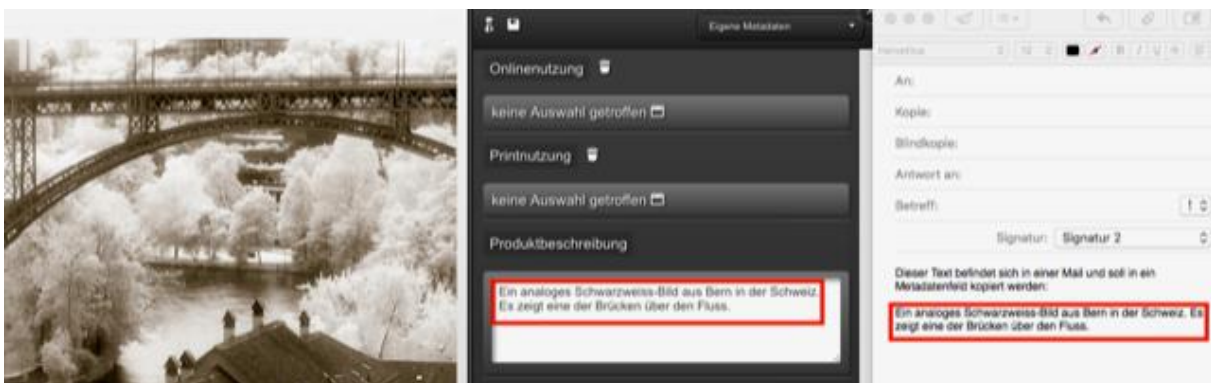 Eigene Metadaten
Onlinenutzung
keine Auswahl getroffen
Printnutzung
keine Auswahl getroffen
Produktbeschreibung
Ein analoges Schwarzweiss-Bild aus Bern in der Schweiz.
Es zeigt eine der Brücken über den Fluss.
Helvetica
12
B I U
An:
Kopie:
Blindkopie:
Antwort an:
Betreff:
Signatur: Signatur 2
Dieser Text befindet sich in einer Mail und soll in ein
Metadatenfeld kopiert werden:
Ein analoges Schwarzweiss-Bild aus Bern in der Schweiz. Es
zeigt eine der Brücken über den Fluss.